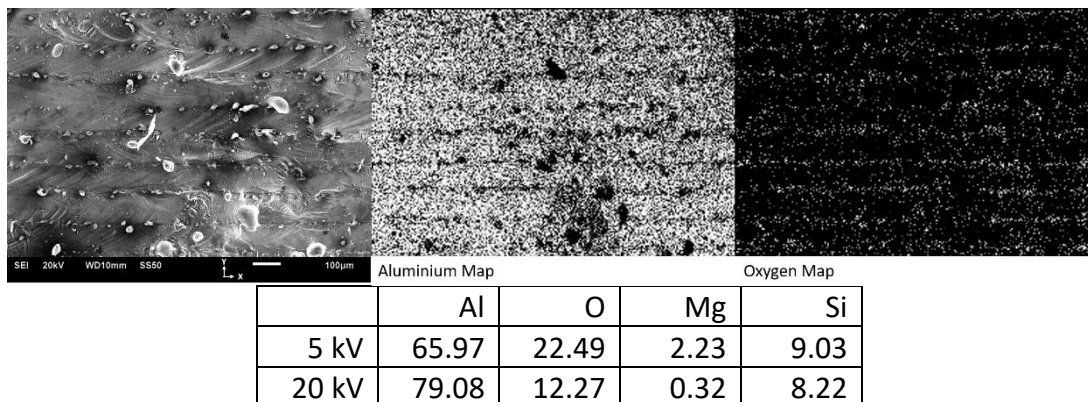 SEI 20kV WD10mm SS50 Y X 100µm
Aluminium Map
Oxygen Map
Al O Mg Si
5 kV 65.97 22.49 2.23 9.03
20 kV 79.08 12.27 0.32 8.22